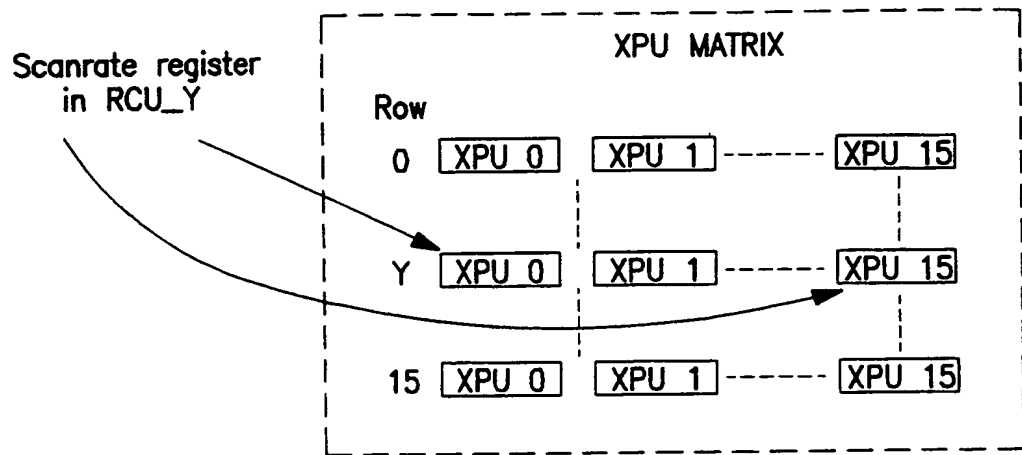 XPU MATRIX
Scanrate register
in RCU_Y
Row
0 XPU 0 XPU 1 XPU 15
Y XPU 0 XPU 1 XPU 15
15 XPU 0 XPU 1 XPU 15